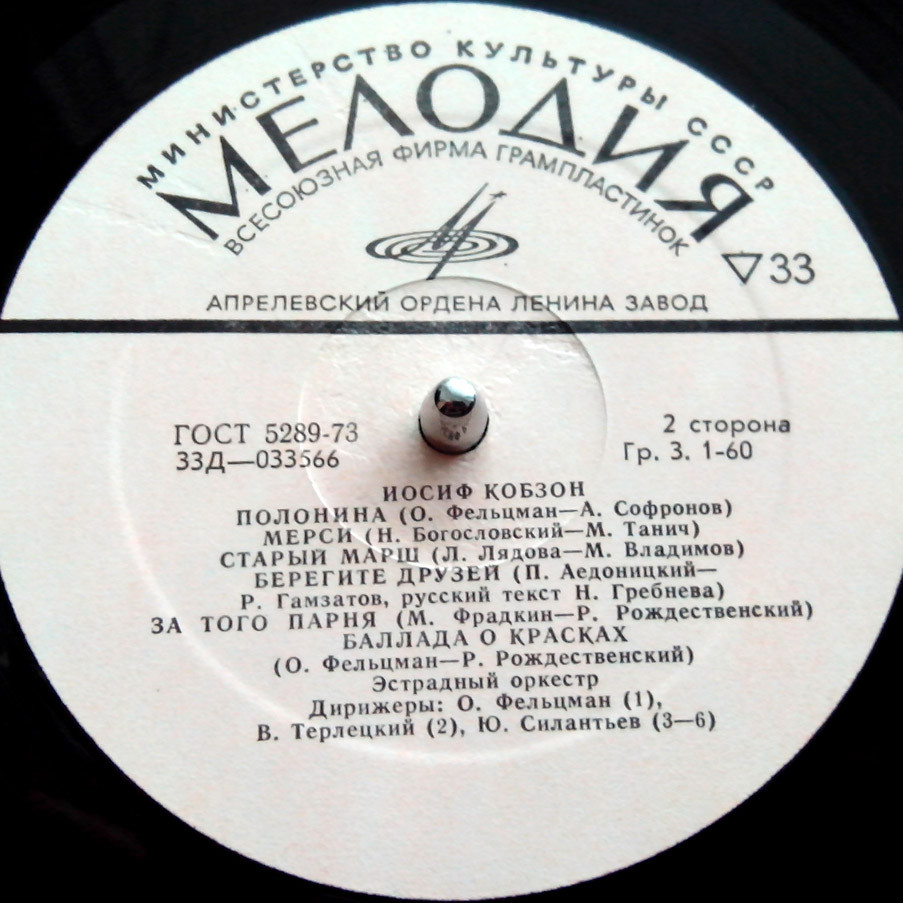 МИНИСТЕРСТВО КУЛЬТУРЫ СССР
МЕЛОДИЯ
ВСЕСОЮЗНАЯ ФИРМА ГРАМПЛАСТИНОК
33
АПРЕЛЕВСКИЙ ОРДЕНА ЛЕНИНА ЗАВОД
ГОСТ 5289-73
33Д—033566
2 сторона
Гр. 3. 1-60
ИОСИФ КОБЗОН
ПОЛОНИНА (О. Фельцман—А. Софронов)
МЕРСИ (Н. Богословский—М. Танич)
СТАРЫЙ МАРШ (Л. Лядова—М. Владимов)
БЕРЕГИТЕ ДРУЗЕЙ (П. Аедоницкий—
Р. Гамзатов, русский текст Н. Гребнева)
ЗА ТОГО ПАРНЯ (М. Фрадкин—Р. Рождественский)
БАЛЛАДА О КРАСКАХ
(О. Фельцман—Р. Рождественский)
Эстрадный оркестр
Дирижеры: О. Фельцман (1),
В. Терлецкий (2), Ю. Силантьев (3—6)